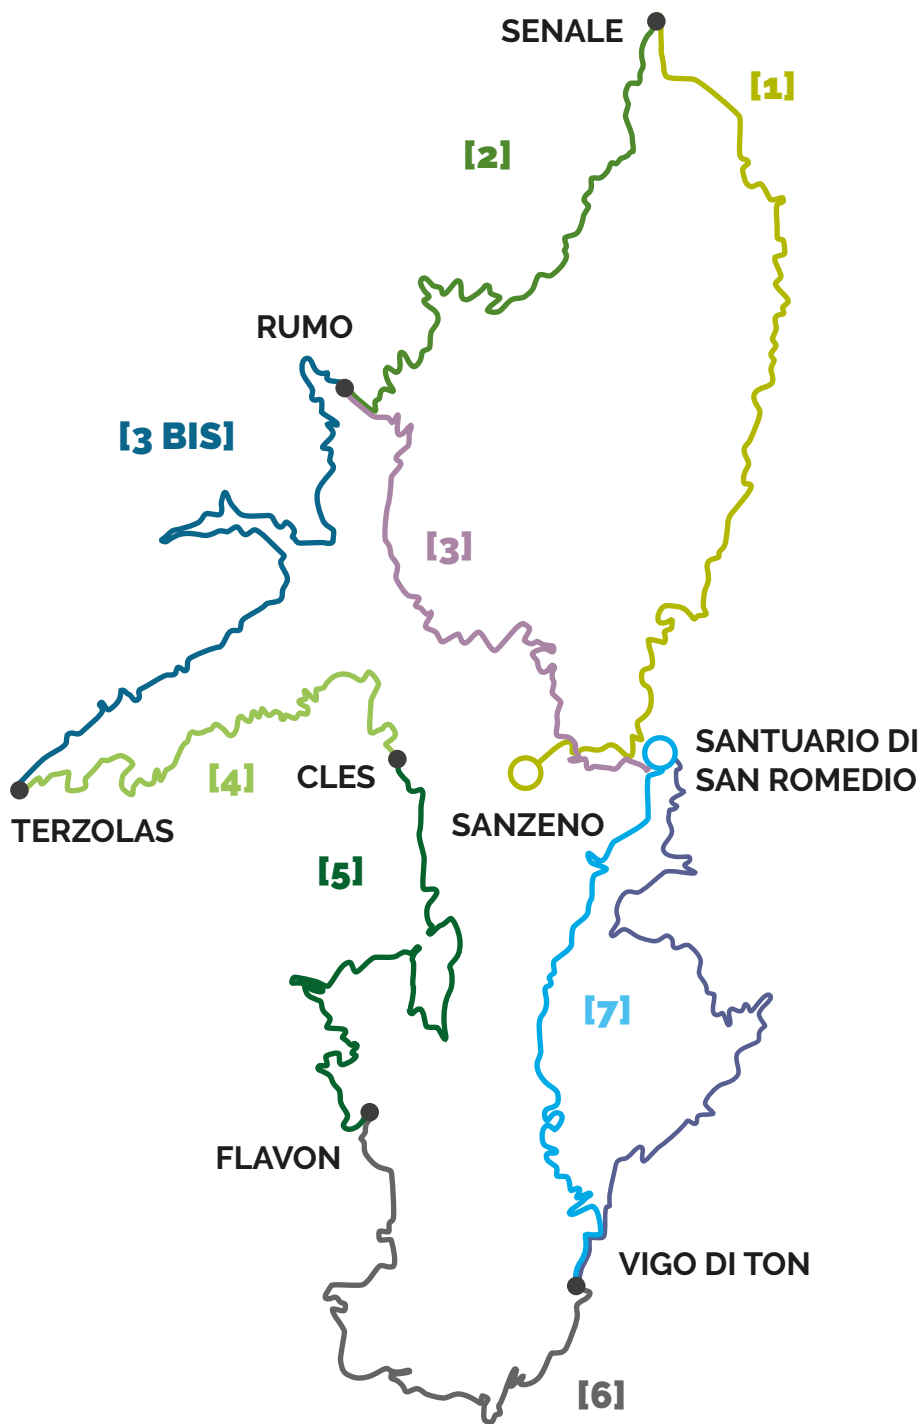 SENALE
[1]
[2]
RUMO
[3 BIS]
[3]
SANTUARIO DI
SAN ROMEDIO
CLES
[4]
SANZENO
TERZOLAS
[5]
[7]
FLAVON
VIGO DI TON
[6]